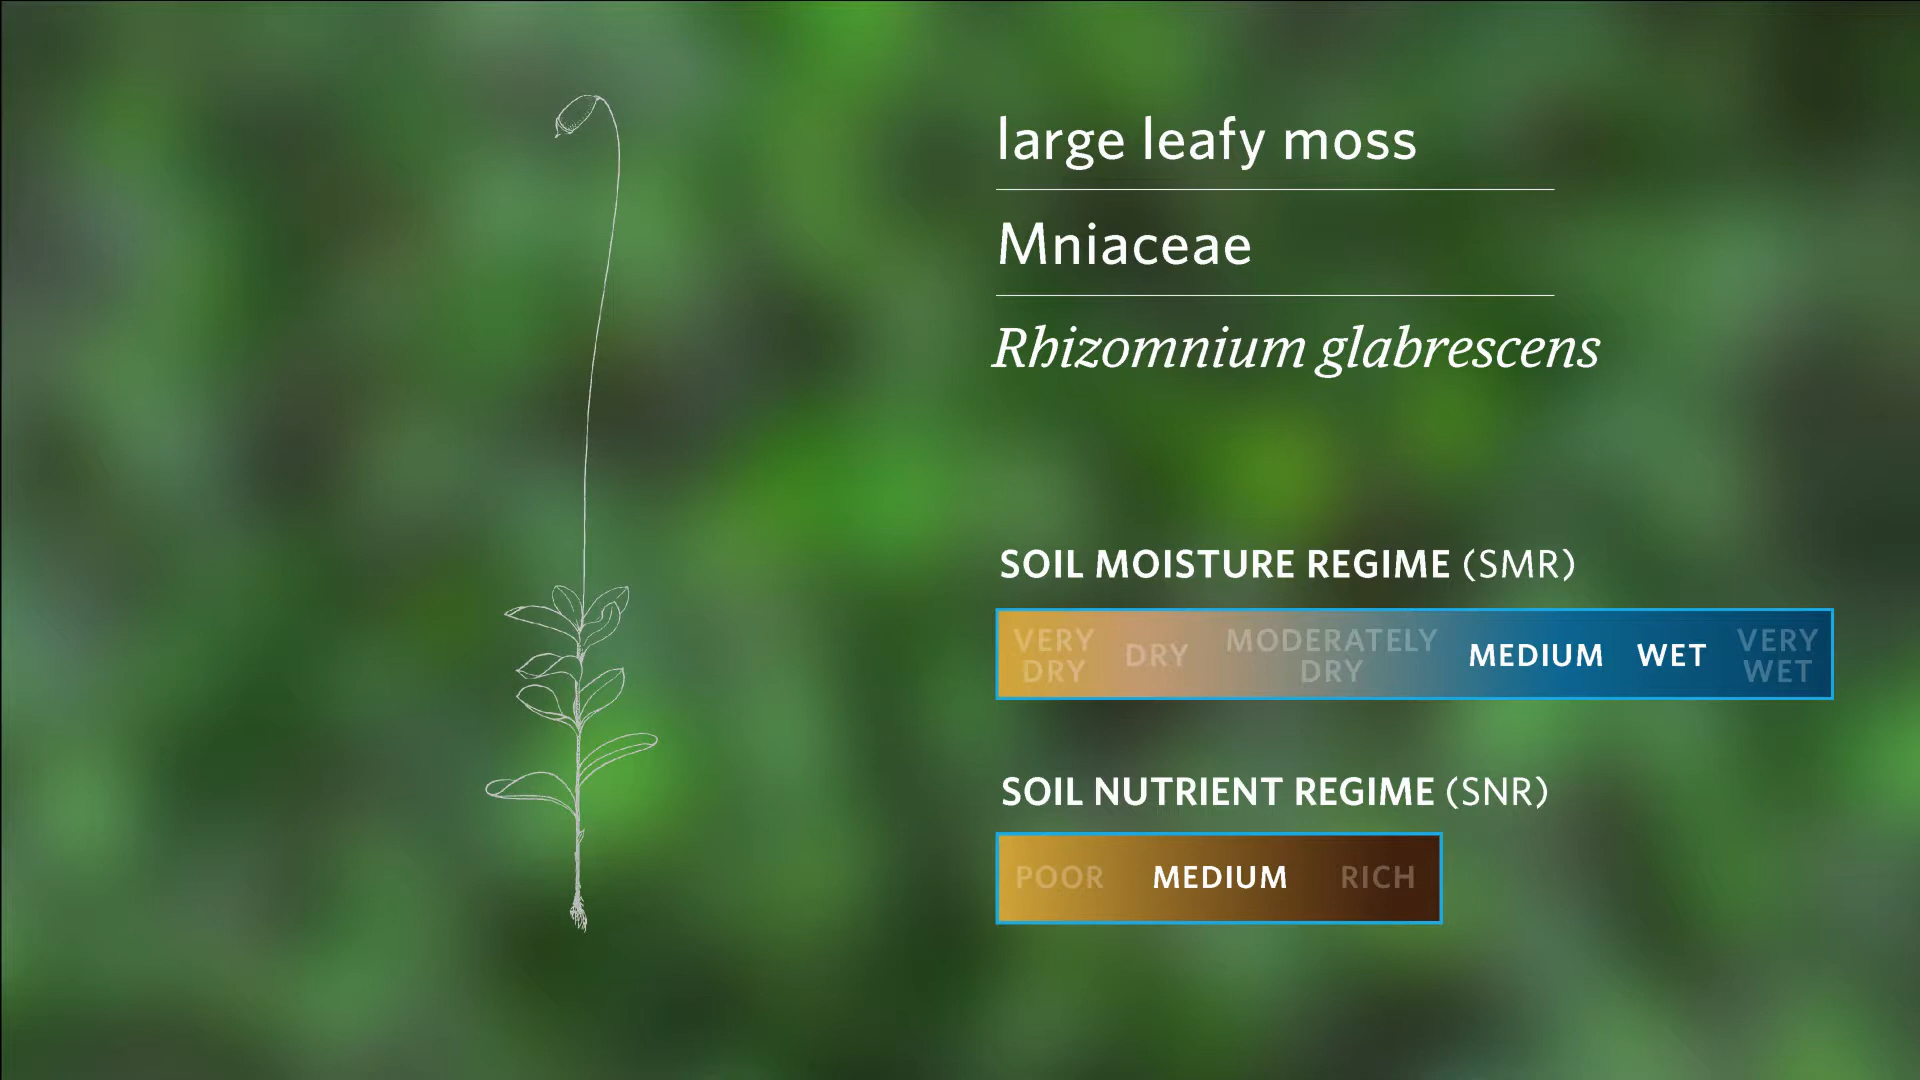 large leafy moss
Mniaceae
Rhizomnium glabrescens
SOIL MOISTURE REGIME (SMR)
VERY DRY DRY MODERATELY DRY MEDIUM WET VERY WET
SOIL NUTRIENT REGIME (SNR)
POOR MEDIUM RICH